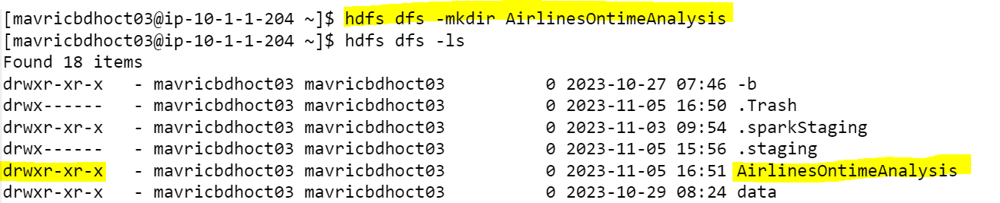 [mavricbdhoct03@ip-10-1-1-204 ~]$ hdfs dfs -mkdir AirlinesOntimeAnalysis
[mavricbdhoct03@ip-10-1-1-204 ~]$ hdfs dfs -ls
Found 18 items
drwxr-xr-x   - mavricbdhoct03 mavricbdhoct03          0 2023-10-27 07:46 -b
drwx------   - mavricbdhoct03 mavricbdhoct03          0 2023-11-05 16:50 .Trash
drwxr-xr-x   - mavricbdhoct03 mavricbdhoct03          0 2023-11-03 09:54 .sparkStaging
drwx------   - mavricbdhoct03 mavricbdhoct03          0 2023-11-05 15:56 .staging
drwxr-xr-x   - mavricbdhoct03 mavricbdhoct03          0 2023-11-05 16:51 AirlinesOntimeAnalysis
drwxr-xr-x   - mavricbdhoct03 mavricbdhoct03          0 2023-10-29 08:24 data